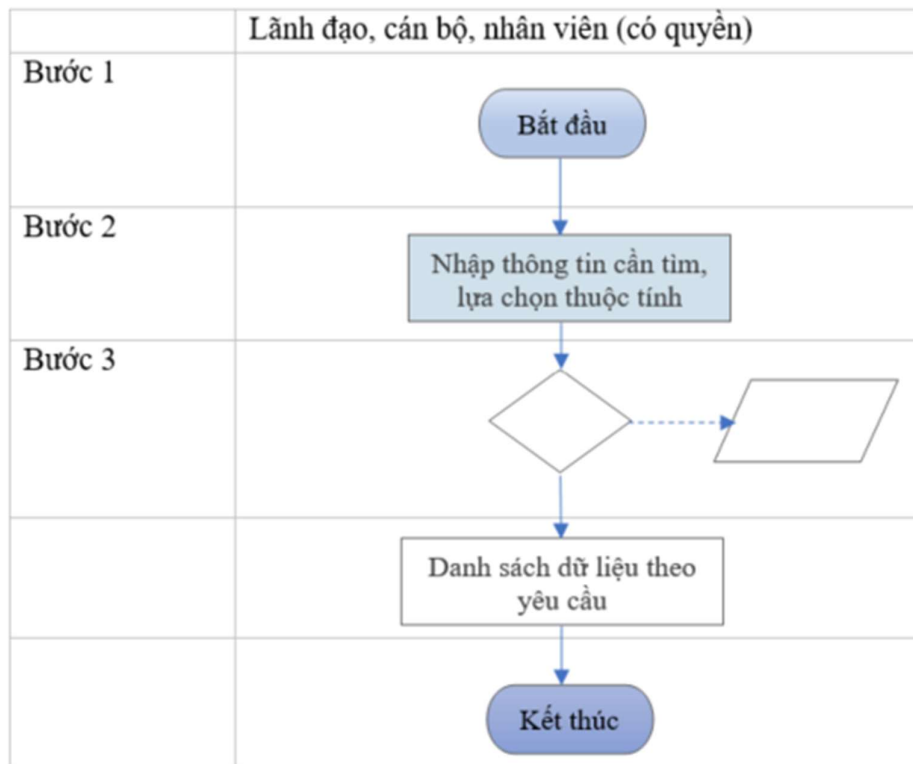 Lãnh đạo, cán bộ, nhân viên (có quyền)
Bước 1
Bắt đầu
Bước 2
Nhập thông tin cần tìm,
lựa chọn thuộc tính
Bước 3
Danh sách dữ liệu theo
yêu cầu
Kết thúc